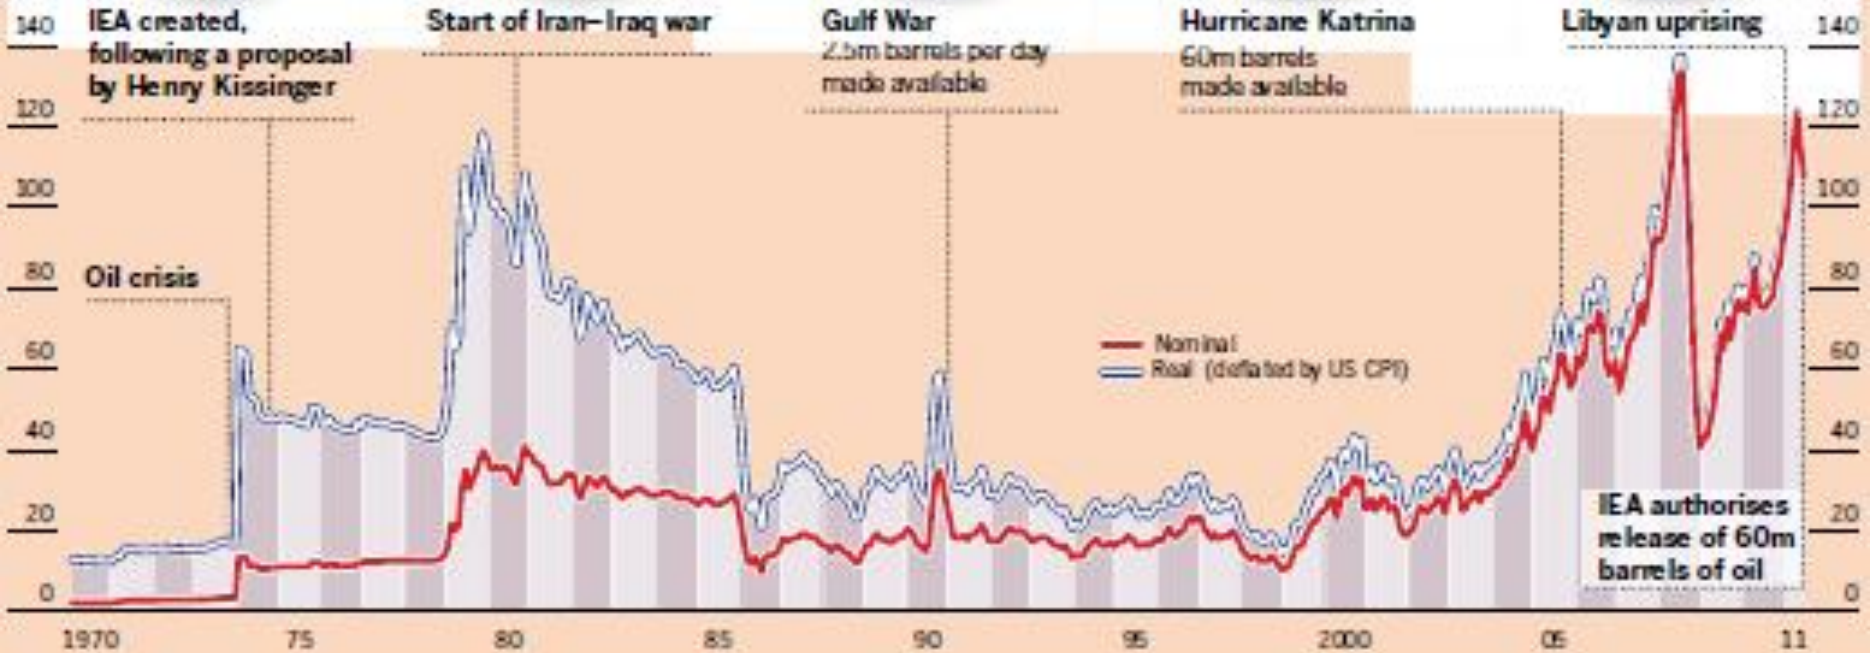 IEA created,
following a proposal
by Henry Kissinger
Start of Iran–Iraq war
Gulf War
2.5m barrels per day
made available
Hurricane Katrina
60m barrels
made available
Libyan uprising
Oil crisis
Nominal
Real (deflated by US CPI)
IEA authorises
release of 60m
barrels of oil
140
120
100
80
60
40
20
0
140
120
100
80
60
40
20
0
1970 75 80 85 90 95 2000 05 11